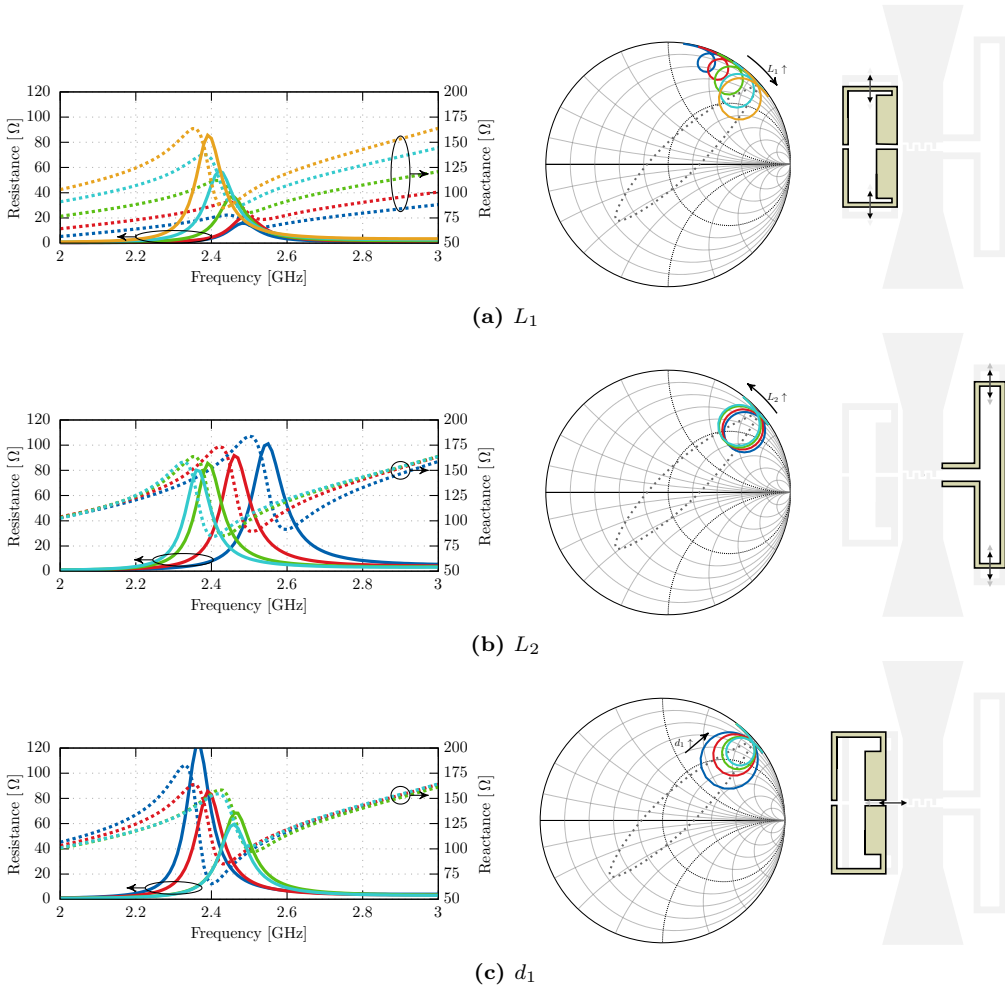 120
100
80
60
40
20
0
200
175
150
125
100
75
50
2 2.2 2.4 2.6 2.8 3
Resistance [ Ω]
Reactance [ Ω]
Frequency [GHz]
L₁ ↑
(a) L₁
120
100
80
60
40
20
0
200
175
150
125
100
75
50
2 2.2 2.4 2.6 2.8 3
Resistance [ Ω]
Reactance [ Ω]
Frequency [GHz]
L₂ ↑
(b) L₂
120
100
80
60
40
20
0
200
175
150
125
100
75
50
2 2.2 2.4 2.6 2.8 3
Resistance [ Ω]
Reactance [ Ω]
Frequency [GHz]
d₁ ↑
(c) d₁